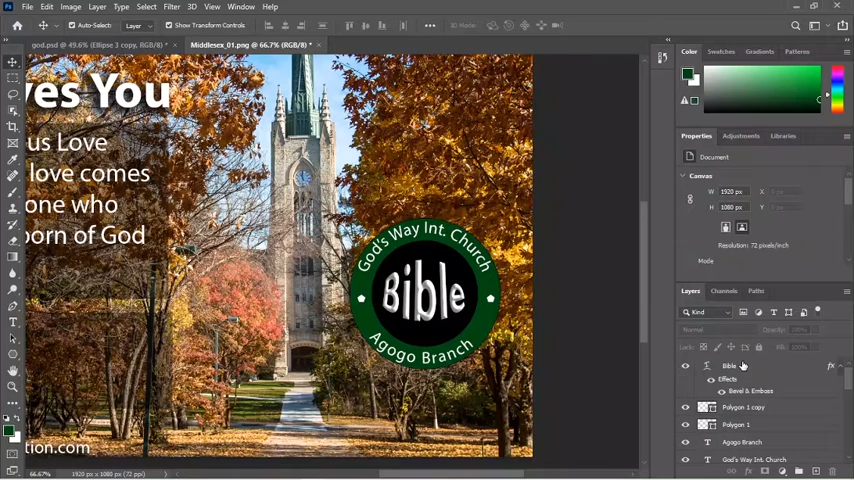 File Edit Image Layer Type Select Filter 3D View Window Help
Auto-Select: Layer Show Transform Controls 3D Mode:
god.psd @ 49.6% (Ellipse 3 copy, RGB/8) * × Middlesex_01.png @ 66.7% (RGB/8) * ×
ves You
us Love
love comes
one who
born of God
God's Way Int. Church
Bible
Agogo Branch
tion.com
66.67% 1920 px x 1080 px (72 ppi)
Color Swatches Gradients Patterns
Properties Adjustments Libraries
Document
Canvas
W 1920 px X
H 1080 px Y
Resolution: 72 pixels/inch
Mode
Layers Channels Paths
Kind
Normal Opacity: 100%
Lock: Fill: 100%
Bible fx
Effects
Bevel & Emboss
Polygon 1 copy
Polygon 1
T Agogo Branch
T God's Way Int. Church
fx